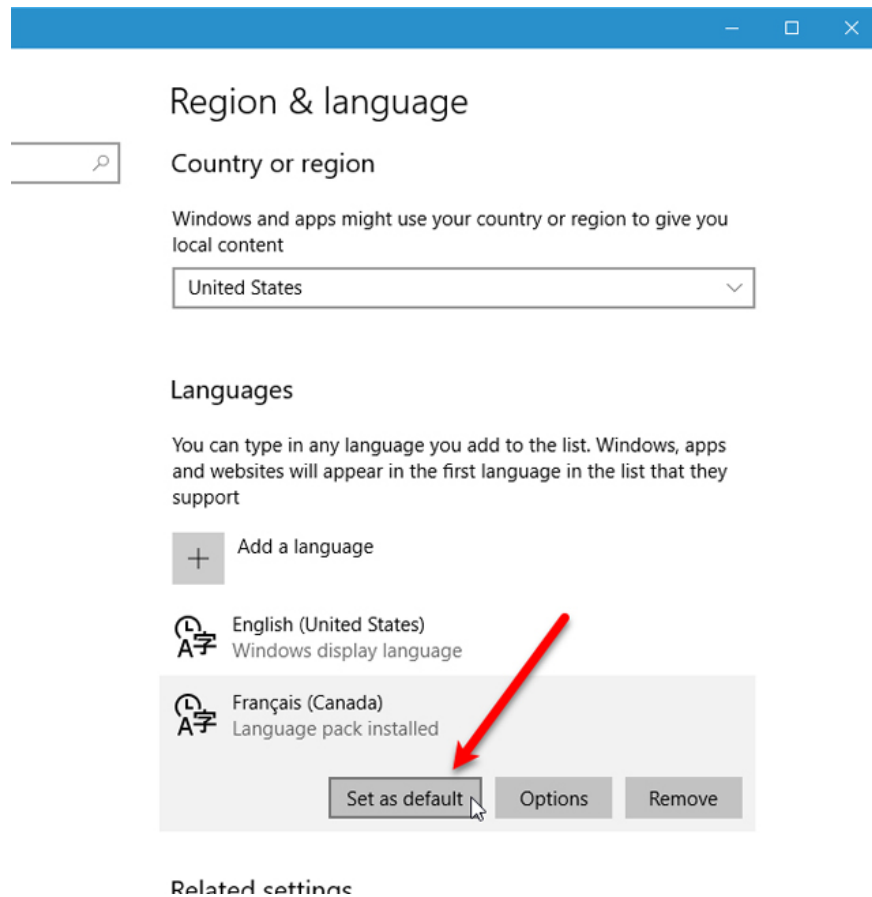 Region & language
Country or region
Windows and apps might use your country or region to give you
local content
United States
Languages
You can type in any language you add to the list. Windows, apps
and websites will appear in the first language in the list that they
support
Add a language
English (United States)
Windows display language
Français (Canada)
Language pack installed
Set as default Options Remove
Related settings